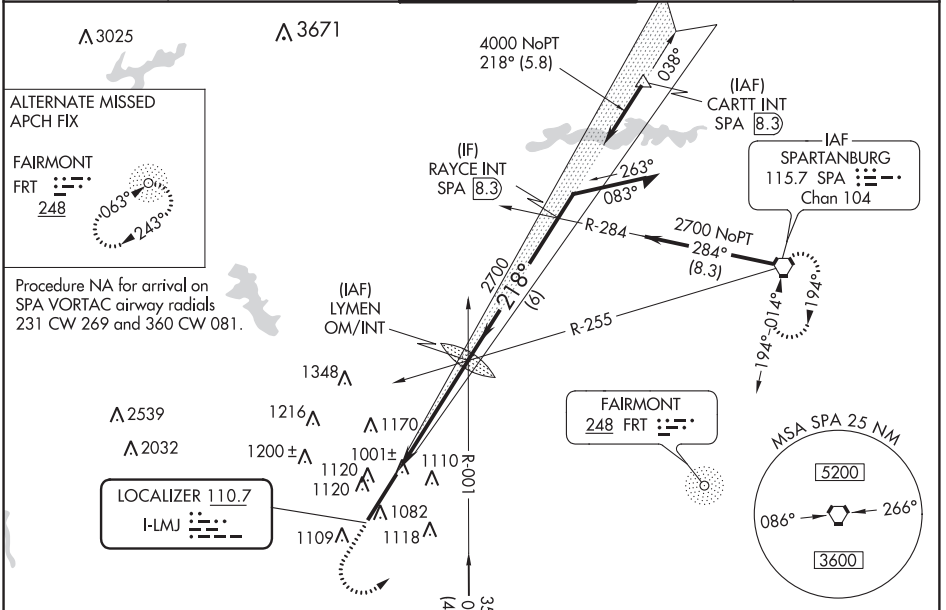 3025
3671
4000 NoPT
218° (5.8)
038°
(IAF)
CARTT INT
SPA 8.3
ALTERNATE MISSED
APCH FIX
FAIRMONT
FRT
248
063°
243°
(IF)
RAYCE INT
SPA 8.3
263°
083°
IAF
SPARTANBURG
115.7 SPA
Chan 104
R-284
2700 NoPT
284°
(8.3)
Procedure NA for arrival on
SPA VORTAC airway radials
231 CW 269 and 360 CW 081.
2700
218°
(6)
194°
194°
014°
(IAF)
LYMEN
OM/INT
R-255
1348
2539
1216
1170
2032
1200 ±
1001±
1110
1120
1120
R-001
FAIRMONT
248 FRT
MSA SPA 25 NM
5200
086°
266°
3600
LOCALIZER 110.7
I-LMJ
1082
1109
1118